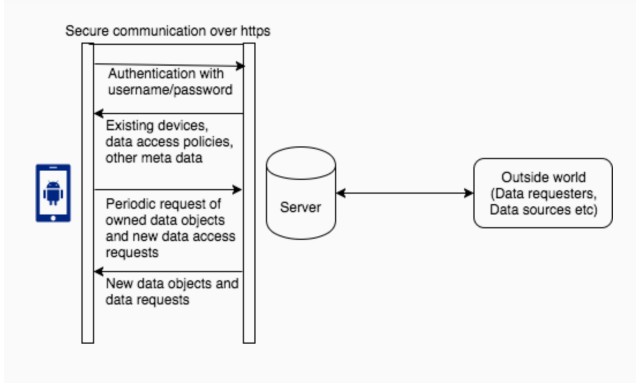 Secure communication over https
Authentication with
username/password
Existing devices,
data access policies,
other meta data
Periodic request of
owned data objects
and new data access
requests
New data objects and
data requests
Server
Outside world
(Data requesters,
Data sources etc)